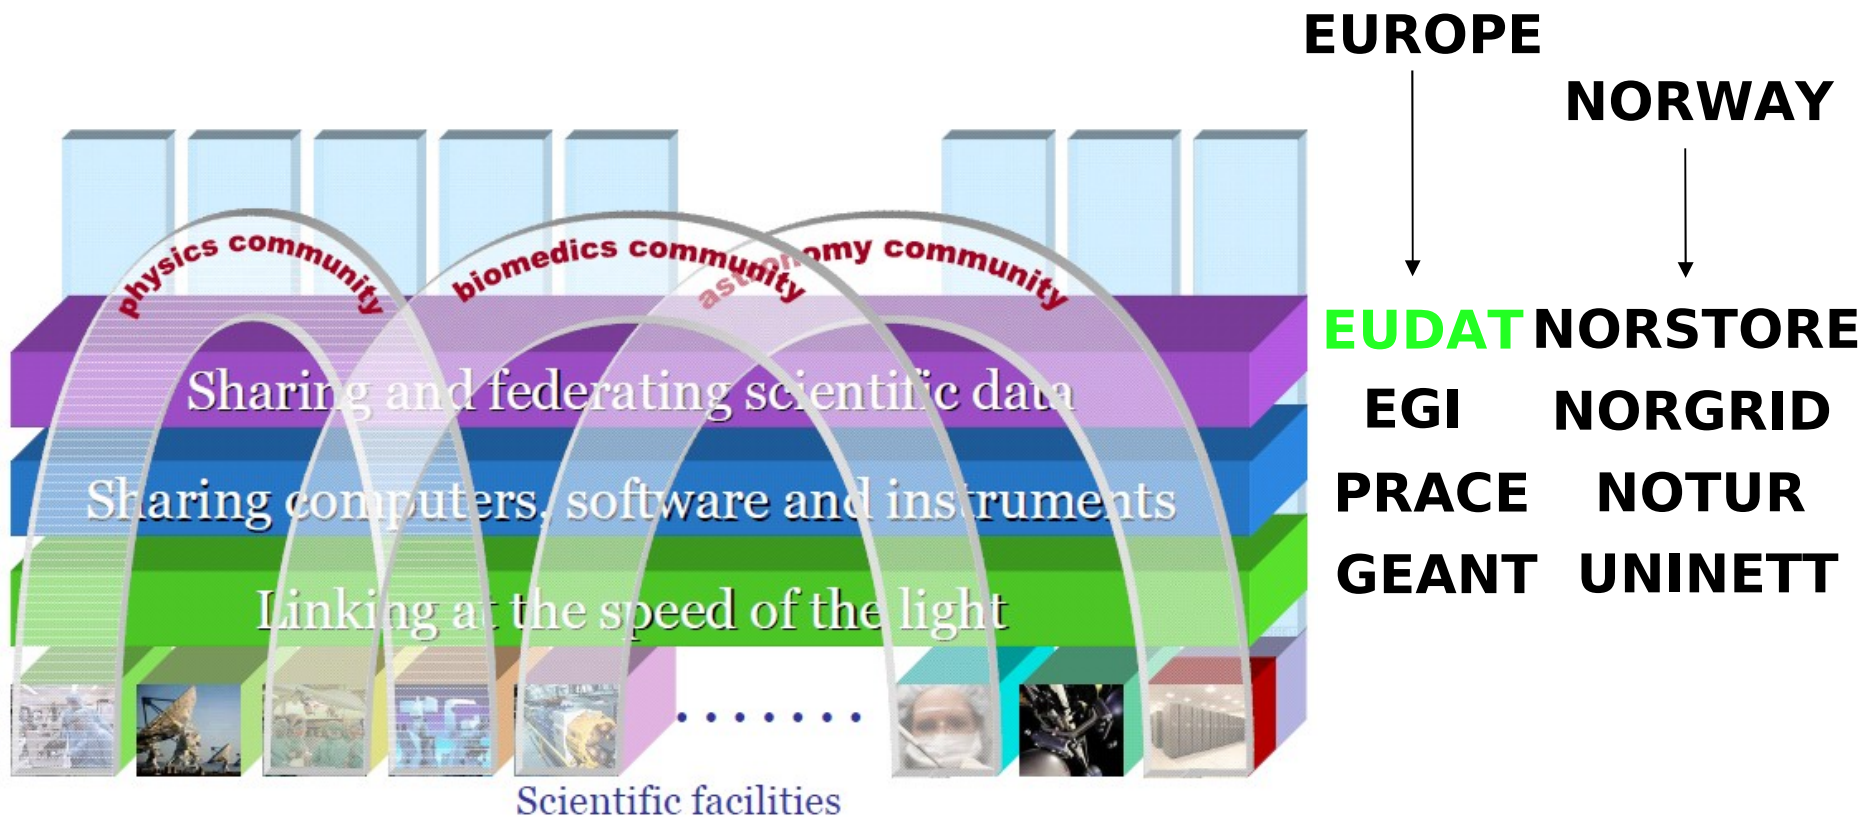 EUROPE
NORWAY
physics community
biomedics community
astronomy community
EUDAT NORSTORE
Sharing and federating scientific data
EGI NORGRID
Sharing computers, software and instruments
PRACE NOTUR
GEANT UNINETT
Linking at the speed of the light
Scientific facilities